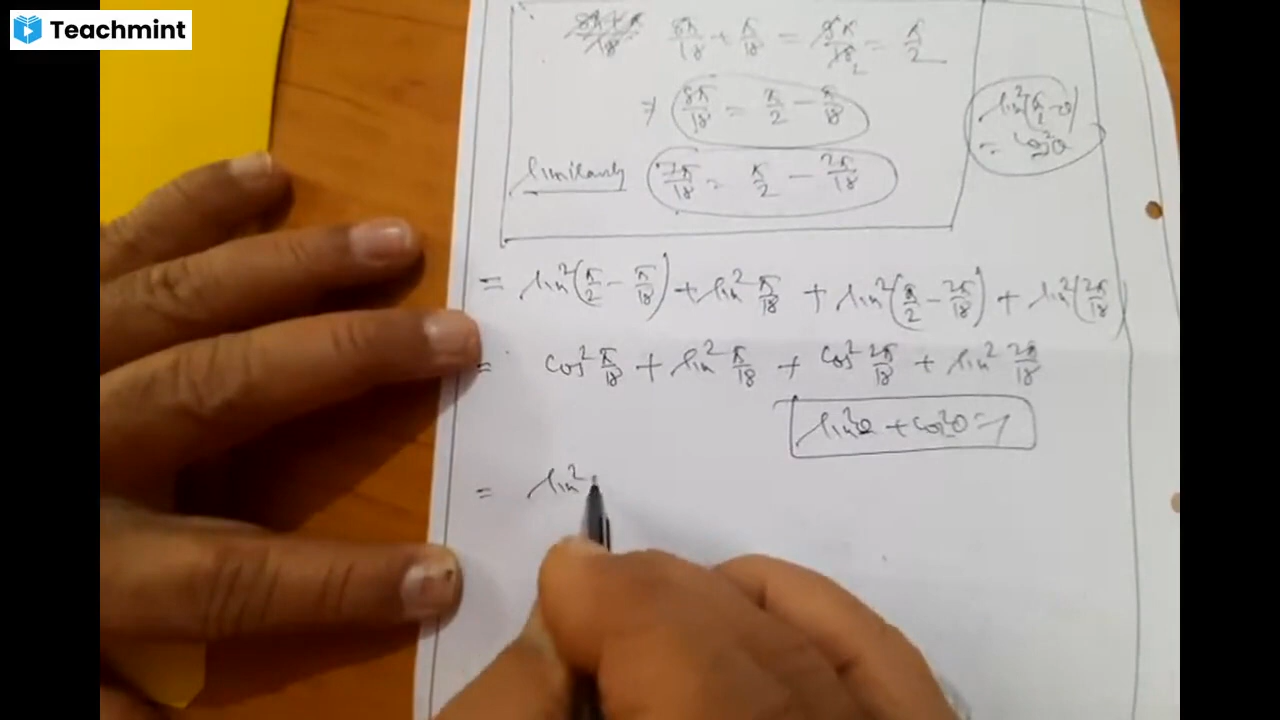 Teachmint
8π/18 + π/18 = 9π/18 2 = π/2
⇒ 8π/18 = π/2 − π/18
sin²(π/2 − θ)
= cos²θ
Similarly 7π/18 = π/2 − 2π/18
= sin²(π/2 − π/18) + sin² π/18 + sin²(π/2 − 2π/18) + sin²(2π/18)
= cos² π/18 + sin² π/18 + cos² 2π/18 + sin² 2π/18
sin²θ + cos²θ = 1
= sin²